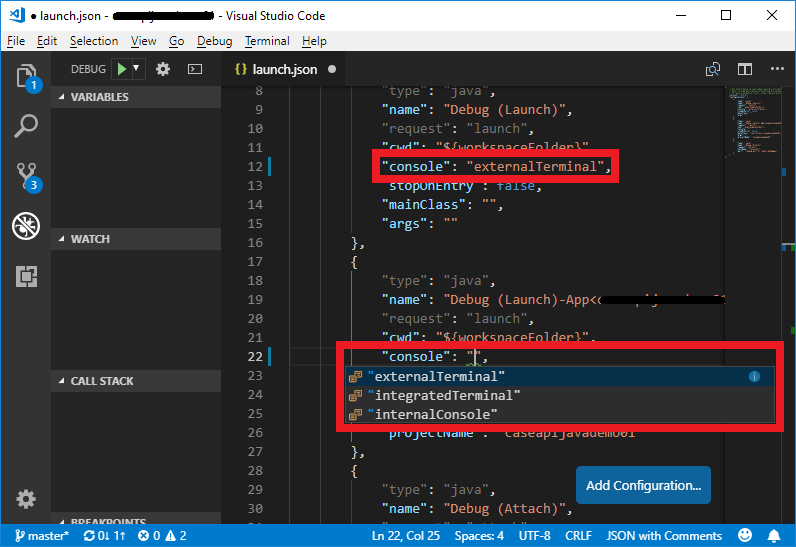 launch.json - - Visual Studio Code
File Edit Selection View Go Debug Terminal Help
1
3
DEBUG
VARIABLES
WATCH
CALL STACK
BREAKPOINTS
{} launch.json
8 "type": "java",
9 "name": "Debug (Launch)",
10 "request": "launch",
11 "cwd": "${workspaceFolder}"
12 "console": "externalTerminal",
13 "stopOnEntry": false,
14 "mainClass": "",
15 "args": ""
16 },
17 {
18 "type": "java",
19 "name": "Debug (Launch)-App<
20 "request": "launch",
21 "cwd": "${workspaceFolder}",
22 "console": "",
23 "externalTerminal"
24 "integratedTerminal"
25 "internalConsole"
26 "projectName": "caseapijavademo01"
27 },
28 {
29 "type": "java",
30 "name": "Debug (Attach)",
Add Configuration...
master* 0↓ 1↑ 0 2 Ln 22, Col 25 Spaces: 4 UTF-8 CRLF JSON with Comments